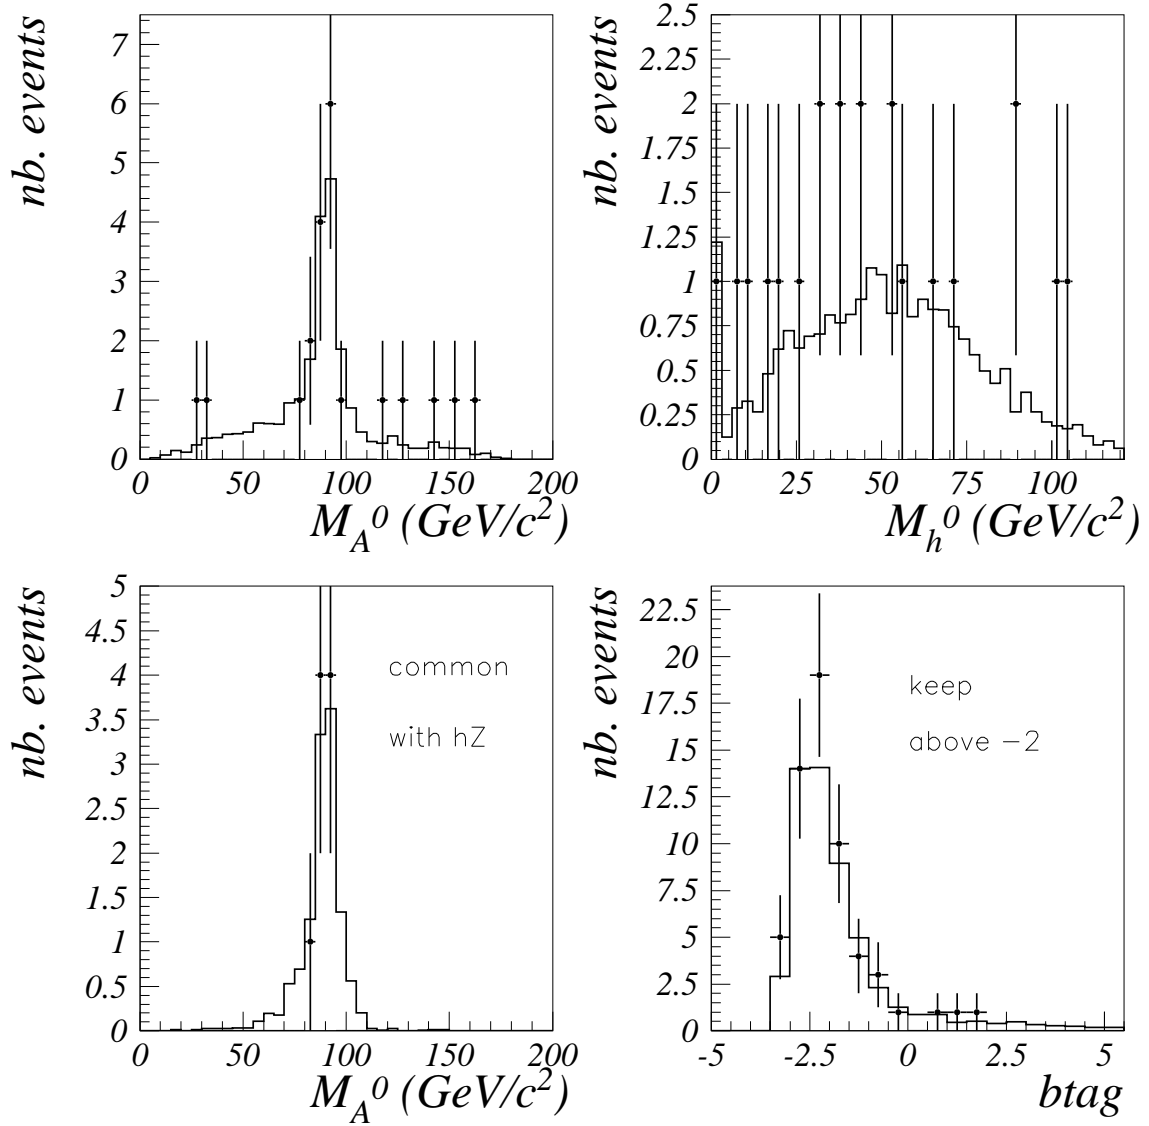 nb. events
7
6
5
4
3
2
1
0
0 50 100 150 200
M_A^0 (GeV/c^2)
nb. events
2.5
2.25
2
1.75
1.5
1.25
1
0.75
0.5
0.25
0
0 25 50 75 100
M_h^0 (GeV/c^2)
nb. events
5
4.5
4
3.5
3
2.5
2
1.5
1
0.5
0
common
with hZ
0 50 100 150 200
M_A^0 (GeV/c^2)
nb. events
22.5
20
17.5
15
12.5
10
7.5
5
2.5
0
keep
above −2
-5 -2.5 0 2.5 5
btag